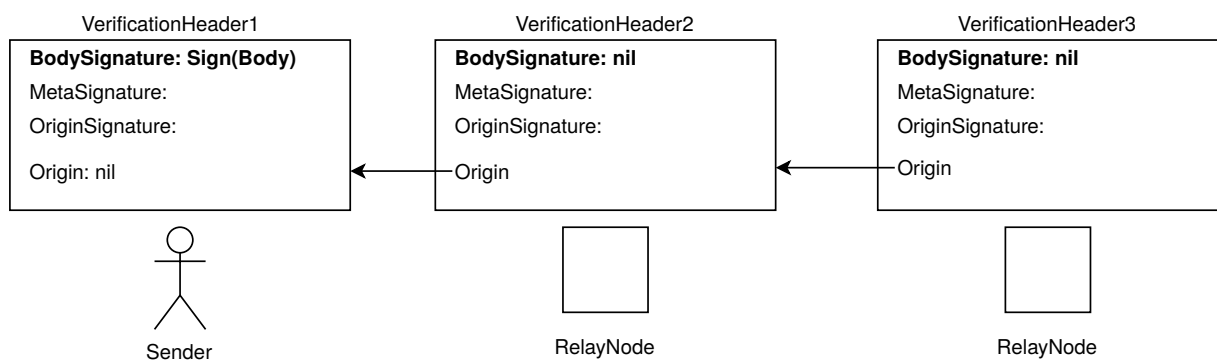 VerificationHeader1
BodySignature: Sign(Body)
MetaSignature:
OriginSignature:
Origin: nil
Sender
VerificationHeader2
BodySignature: nil
MetaSignature:
OriginSignature:
Origin
RelayNode
VerificationHeader3
BodySignature: nil
MetaSignature:
OriginSignature:
Origin
RelayNode